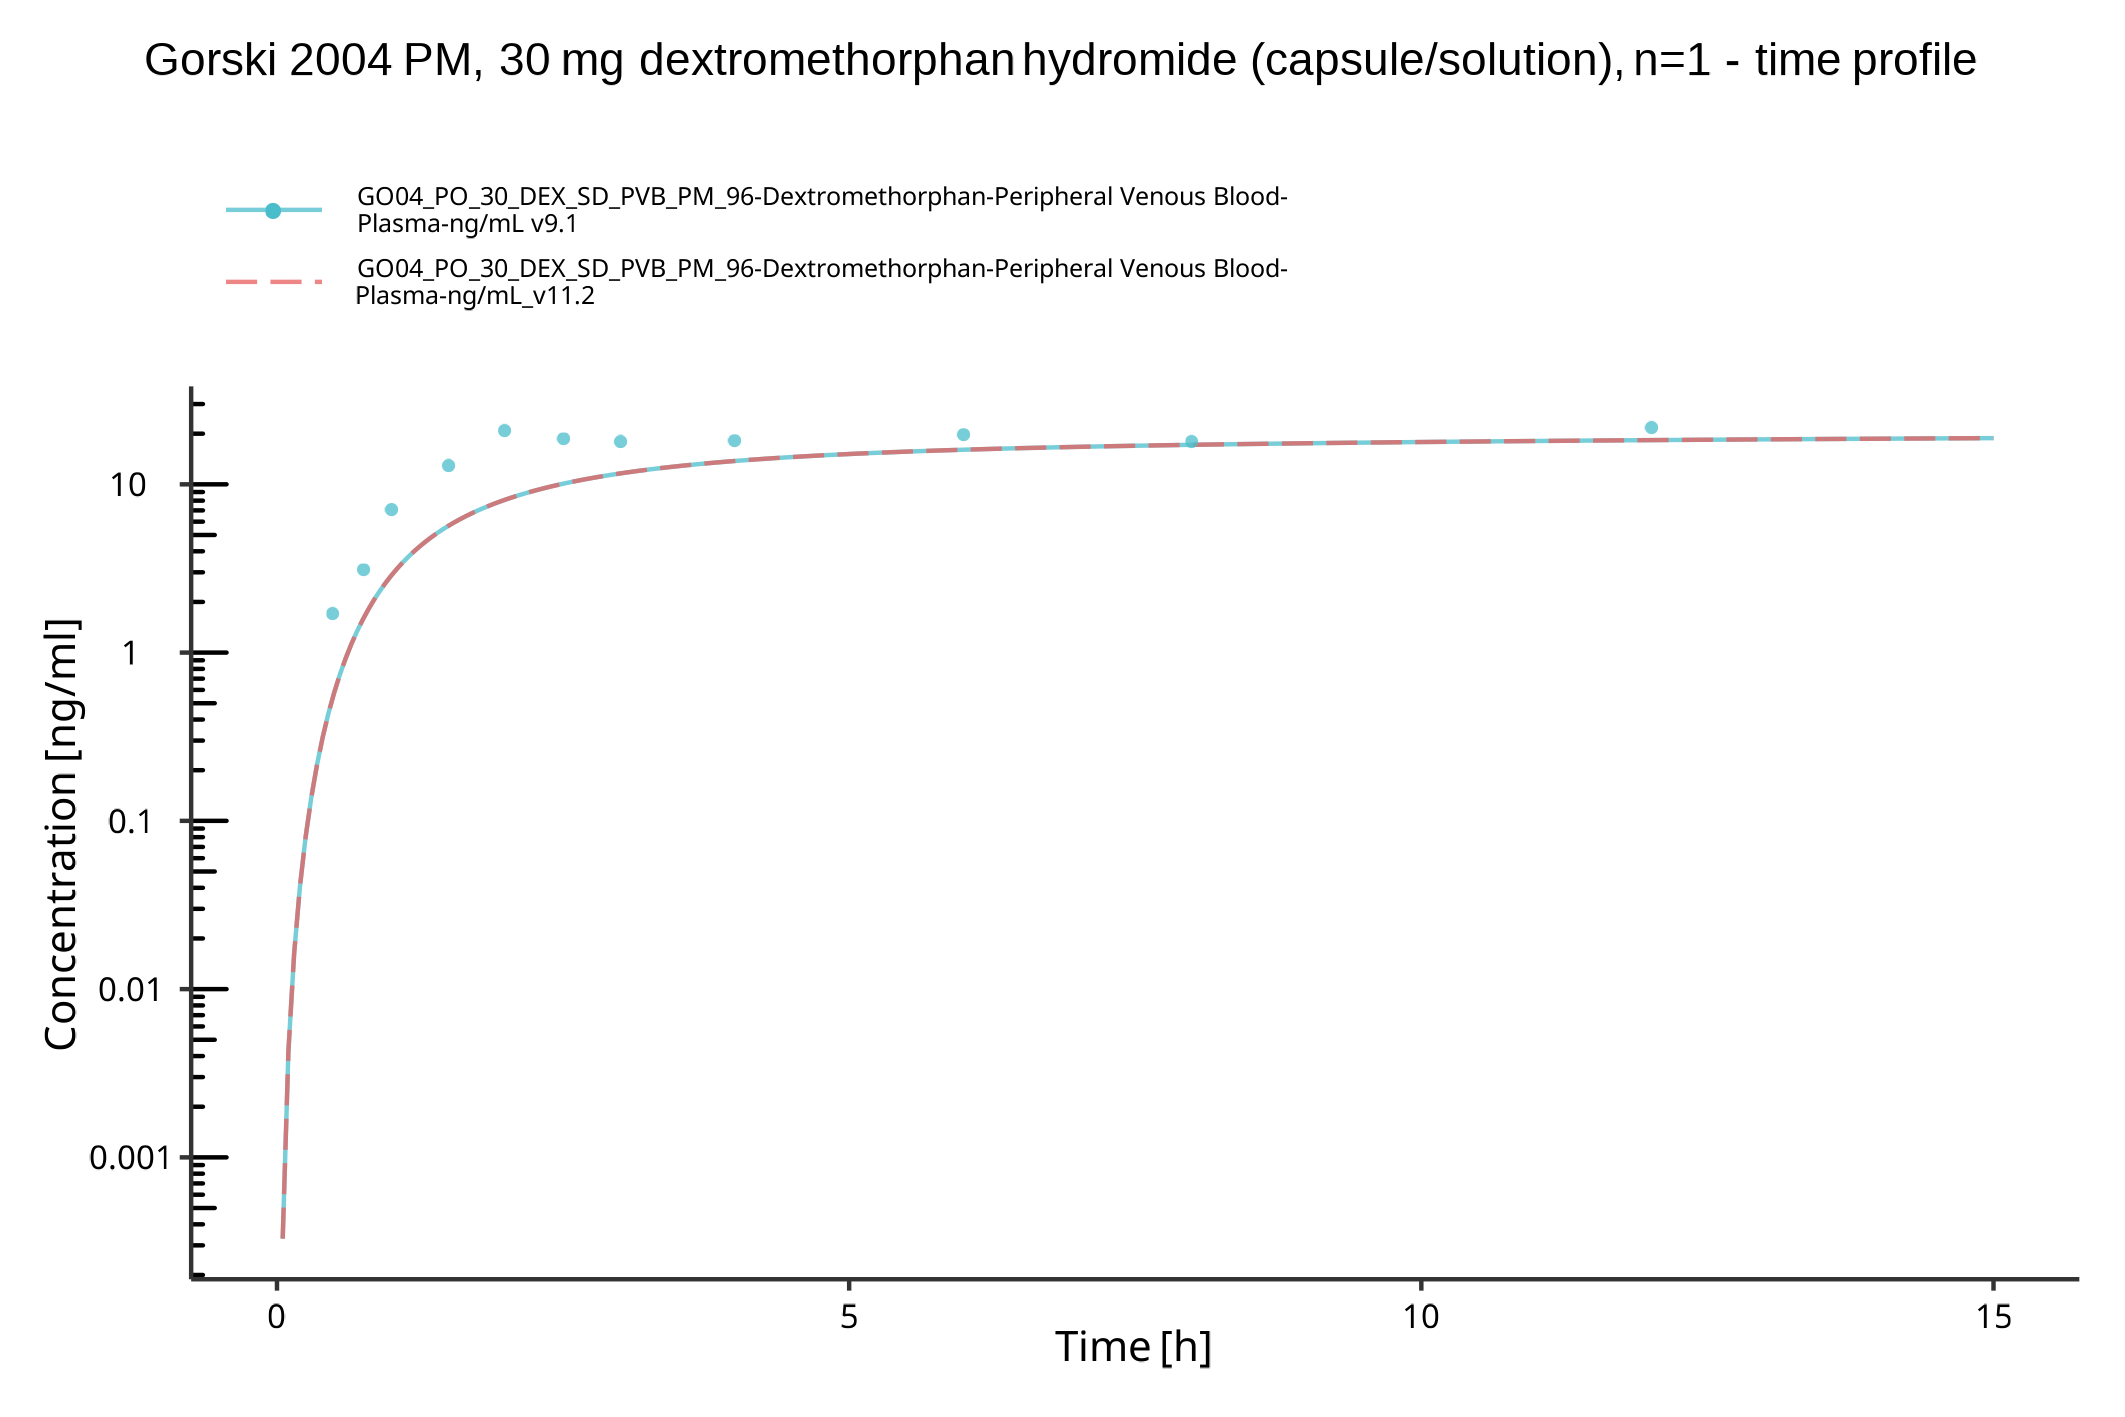 Gorski 2004 PM, 30 mg dextromethorphan hydromide (capsule/solution), n=1 - time profile
GO04_PO_30_DEX_SD_PVB_PM_96-Dextromethorphan-Peripheral Venous Blood-
Plasma-ng/mL v9.1
GO04_PO_30_DEX_SD_PVB_PM_96-Dextromethorphan-Peripheral Venous Blood-
Plasma-ng/mL_v11.2
Concentration [ng/ml]
10
1
0.1
0.01
0.001
0 5 10 15
Time [h]